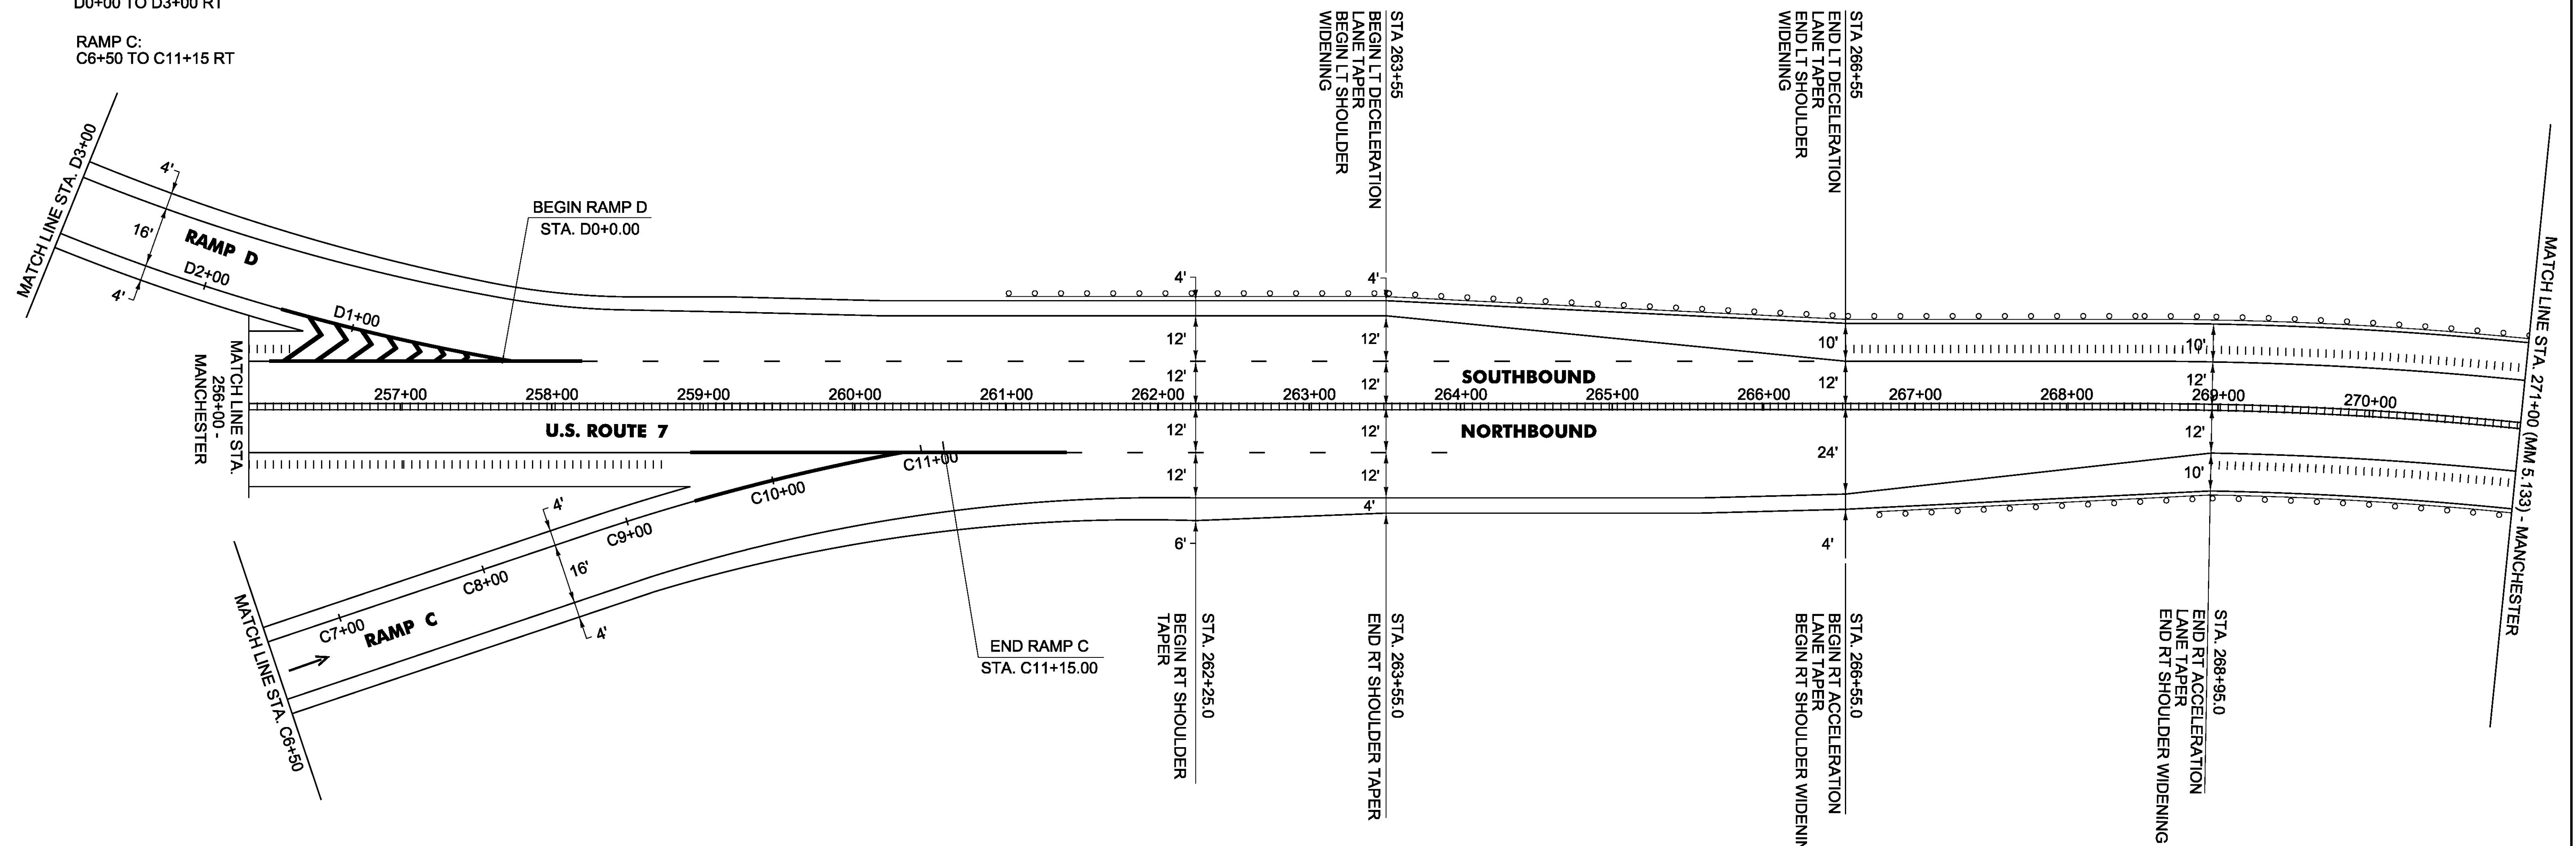 D0+00 TO D3+00 RT
RAMP C:
C6+50 TO C11+15 RT
STA 263+55
BEGIN LT DECELERATION
LANE TAPER
BEGIN LT SHOULDER
WIDENING
STA 266+55
END LT DECELERATION
LANE TAPER
END LT SHOULDER
WIDENING
MATCH LINE STA. D3+00
4'
16'
4'
RAMP D
D2+00
D1+00
BEGIN RAMP D
STA. D0+0.00
4'
4'
12'
12'
10'
10'
12'
12'
12'
12'
SOUTHBOUND
MATCH LINE STA.
256+00 -
MANCHESTER
257+00
258+00
259+00
260+00
261+00
262+00
263+00
264+00
265+00
266+00
267+00
268+00
269+00
270+00
U.S. ROUTE 7
12'
12'
NORTHBOUND
24'
12'
12'
12'
10'
4'
6'
4'
C11+00
C10+00
C9+00
C8+00
C7+00
4'
16'
4'
RAMP C
MATCH LINE STA. C6+50
END RAMP C
STA. C11+15.00
STA. 262+25.0
BEGIN RT SHOULDER
TAPER
STA. 263+55.0
END RT SHOULDER TAPER
STA. 266+55.0
BEGIN RT ACCELERATION
LANE TAPER
BEGIN RT SHOULDER WIDENIN
STA. 268+95.0
END RT ACCELERATION
LANE TAPER
END RT SHOULDER WIDENING
MATCH LINE STA. 271+00 (MM 5.133) - MANCHESTER